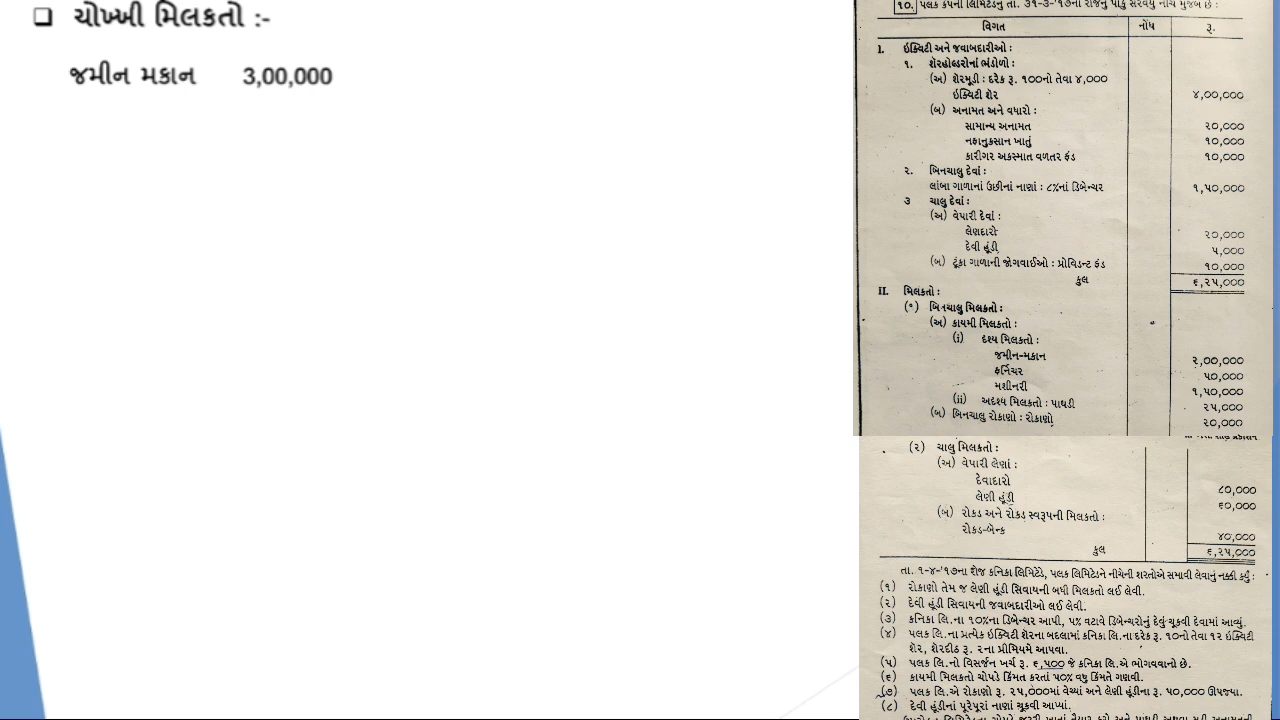 ❑ ચોખ્ખી મિલકતો :-
જમીન મકાન 3,00,000
૧૦. પલક કંપની લિમિટેડનું તા. ૩૧-૩-'૧૭ના રોજનું પાકું સરવૈયું નીચે મુજબ છે :
વિગત નોંધ રૂ.
I. ઇક્વિટી અને જવાબદારીઓ :
૧. શૅરહોલ્ડરોનાં ભંડોળો :
(અ) શેરમૂડી : દરેક રૂ. ૧૦૦નો તેવા ૪,૦૦૦
ઇક્વિટી શેર ૪,૦૦,૦૦૦
(બ) અનામત અને વધારો :
સામાન્ય અનામત ૨૦,૦૦૦
નફાનુકસાન ખાતું ૧૦,૦૦૦
કારીગર અકસ્માત વળતર ફંડ ૧૦,૦૦૦
૨. બિનચાલુ દેવાં :
લાંબા ગાળાનાં ઉછીનાં નાણાં : ૮%નાં ડિબેન્ચર ૧,૫૦,૦૦૦
૩ ચાલુ દેવાં :
(અ) વેપારી દેવાં :
લેણદારો ૨૦,૦૦૦
દેવી હૂંડી ૫,૦૦૦
(બ) ટૂંકા ગાળાની જોગવાઈઓ : પ્રોવિડન્ટ ફંડ ૧૦,૦૦૦
કુલ ૬,૨૫,૦૦૦
II. મિલકતો :
(૧) બિનચાલુ મિલકતો :
(અ) કાયમી મિલકતો :
(i) દશ્ય મિલકતો :
જમીન-મકાન ૨,૦૦,૦૦૦
ફર્નિચર ૫૦,૦૦૦
મશીનરી ૧,૫૦,૦૦૦
(ii) અદશ્ય મિલકતો : પાઘડી ૨૫,૦૦૦
(બ) બિનચાલુ રોકાણો : રોકાણો ૨૦,૦૦૦
(૨) ચાલુ મિલકતો :
(અ) વેપારી લેણાં :
દેવાદારો ૮૦,૦૦૦
લેણી હૂંડી ૬૦,૦૦૦
(બ) રોકડ અને રોકડ સ્વરૂપની મિલકતો :
રોકડ-બેન્ક ૪૦,૦૦૦
કુલ ૬,૨૫,૦૦૦
તા. ૧-૪-'૧૭ના રોજ કનિકા લિમિટેડે, પલક લિમિટેડને નીચેની શરતોએ સમાવી લેવાનું નક્કી કર્યું :
(૧) રોકાણો તેમ જ લેણી હૂંડી સિવાયની બધી મિલકતો લઈ લેવી.
(૨) દેવી હૂંડી સિવાયની જવાબદારીઓ લઈ લેવી.
(૩) કનિકા લિ.ના ૧૦%ના ડિબેન્ચર આપી, ૫% વટાવે ડિબેન્ચરોનું દેવું ચૂકવી દેવામાં આવ્યું.
(૪) પલક લિ.ના પ્રત્યેક ઇક્વિટી શેરના બદલામાં કનિકા લિ.ના દરેક રૂ. ૧૦નો તેવા ૧૨ ઇક્વિટી
શેર, શેરદીઠ રૂ. ૨ના પ્રીમિયમે આપવા.
(૫) પલક લિ.નો વિસર્જન ખર્ચ રૂ. ૬,૫૦૦ જે કનિકા લિ.એ ભોગવવાનો છે.
(૬) કાયમી મિલકતો ચોપડે કિંમત કરતાં ૫૦% વધુ કિંમતે ગણવી.
(૭) પલક લિ.એ રોકાણો રૂ. ૨૫,૦૦૦માં વેચ્યાં અને લેણી હૂંડીના રૂ. ૫૦,૦૦૦ ઊપજ્યા.
(૮) દેવી હૂંડીનાં પૂરેપૂરાં નાણાં ચૂકવી આપ્યાં.